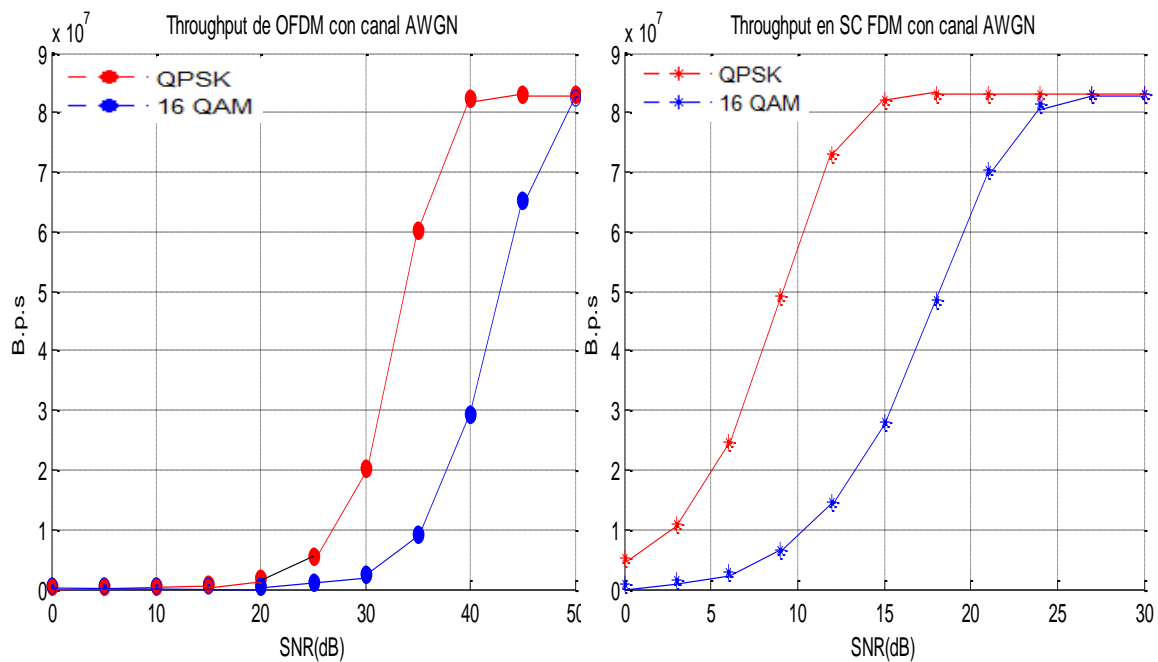 Throughput de OFDM con canal AWGN
x 10^7
QPSK
16 QAM
9
8
7
6
5
4
3
2
1
0
B.p.s
0 10 20 30 40 50
SNR(dB)
Throughput en SC FDM con canal AWGN
x 10^7
QPSK
16 QAM
9
8
7
6
5
4
3
2
1
0
B.p.s
0 5 10 15 20 25 30
SNR(dB)